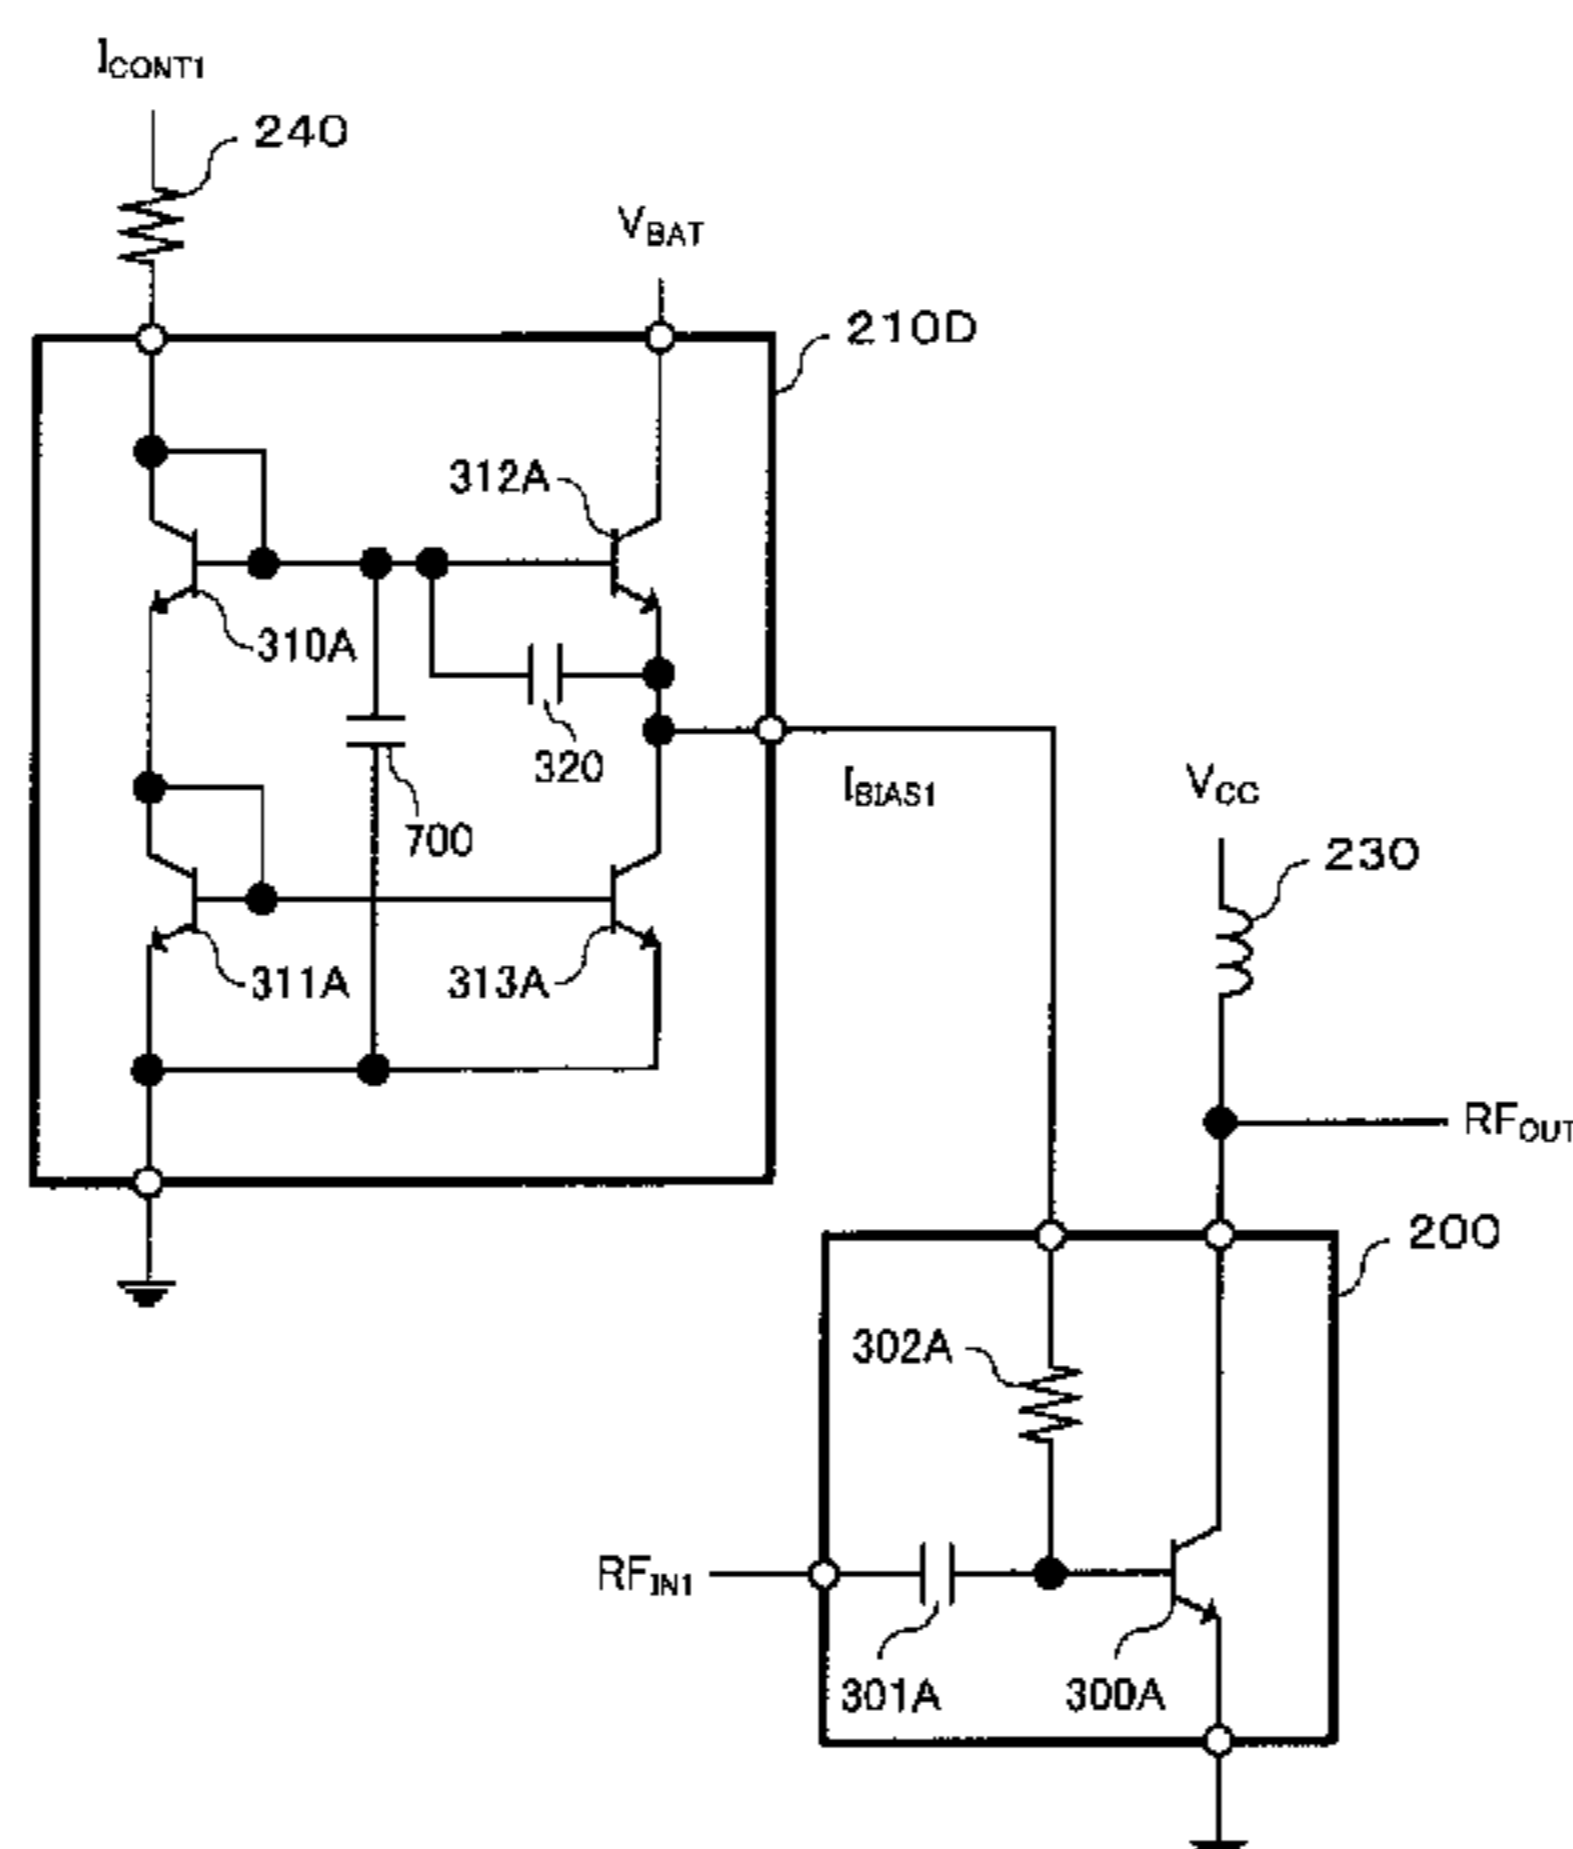 ICONT1
240
VBAT
210D
312A
310A
320
IBIAS1
VCC
700
230
311A
313A
RFOUT
200
302A
RFIN1
301A
300A